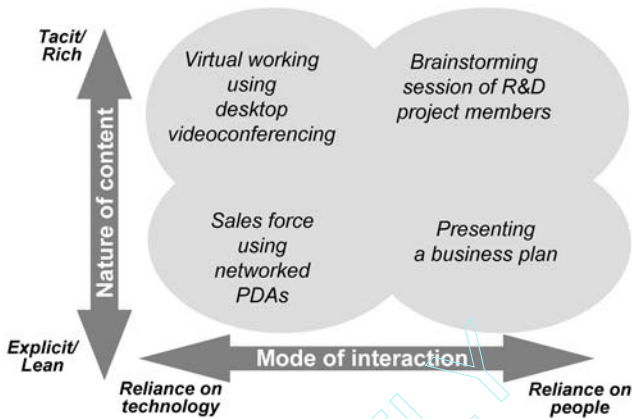 Tacit/
Rich
Virtual working
using
desktop
videoconferencing
Brainstorming
session of R&D
project members
Nature of content
Sales force
using
networked
PDAs
Presenting
a business plan
Explicit/
Lean
Mode of interaction
Reliance on
technology
Reliance on
people